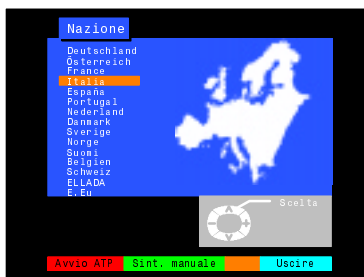 Nazione
Deutschland
Österreich
France
Italia
España
Portugal
Nederland
Danmark
Sverige
Norge
Suomi
Belgien
Schweiz
ELLADA
E.Eu
Scelta
Avvio ATP Sint. manuale Uscire